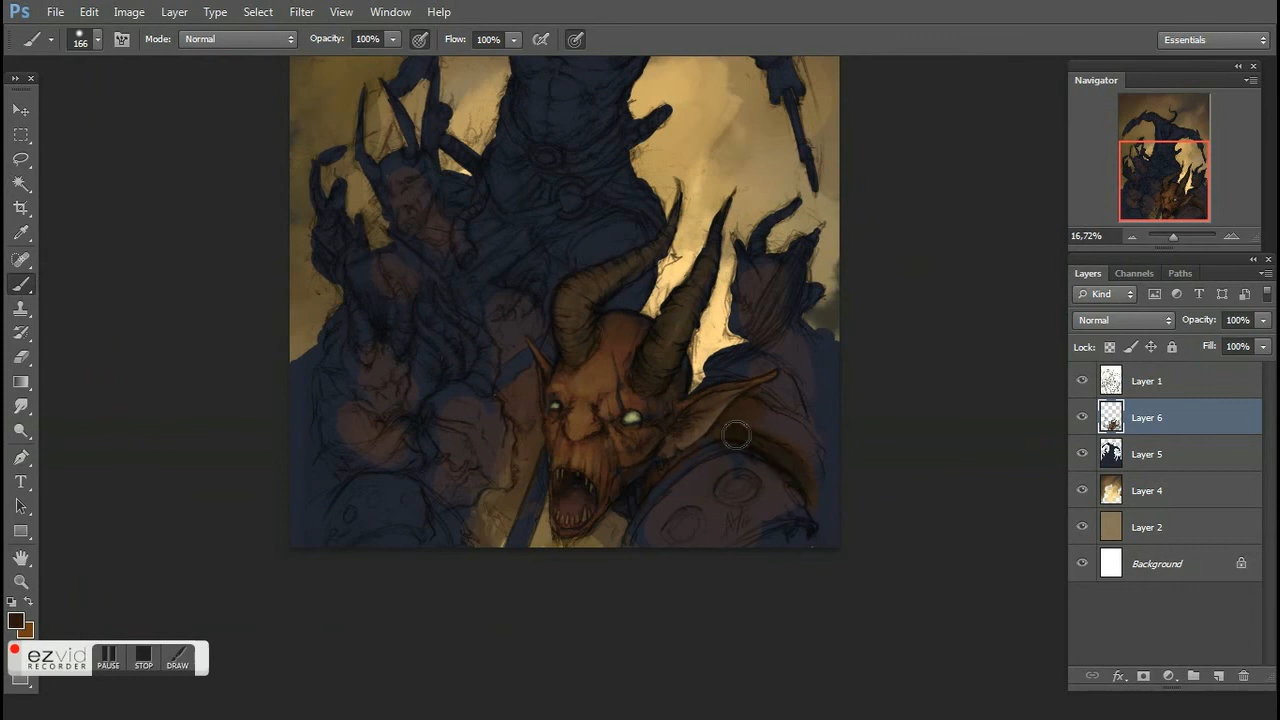 Ps File Edit Image Layer Type Select Filter View Window Help
166 Mode: Normal Opacity: 100% Flow: 100% Essentials
Navigator
16,72%
Layers Channels Paths
Kind T
Normal Opacity: 100%
Lock: Fill: 100%
Layer 1
Layer 6
Layer 5
Layer 4
Layer 2
Background
T
ezvid
RECORDER
PAUSE STOP DRAW
fx